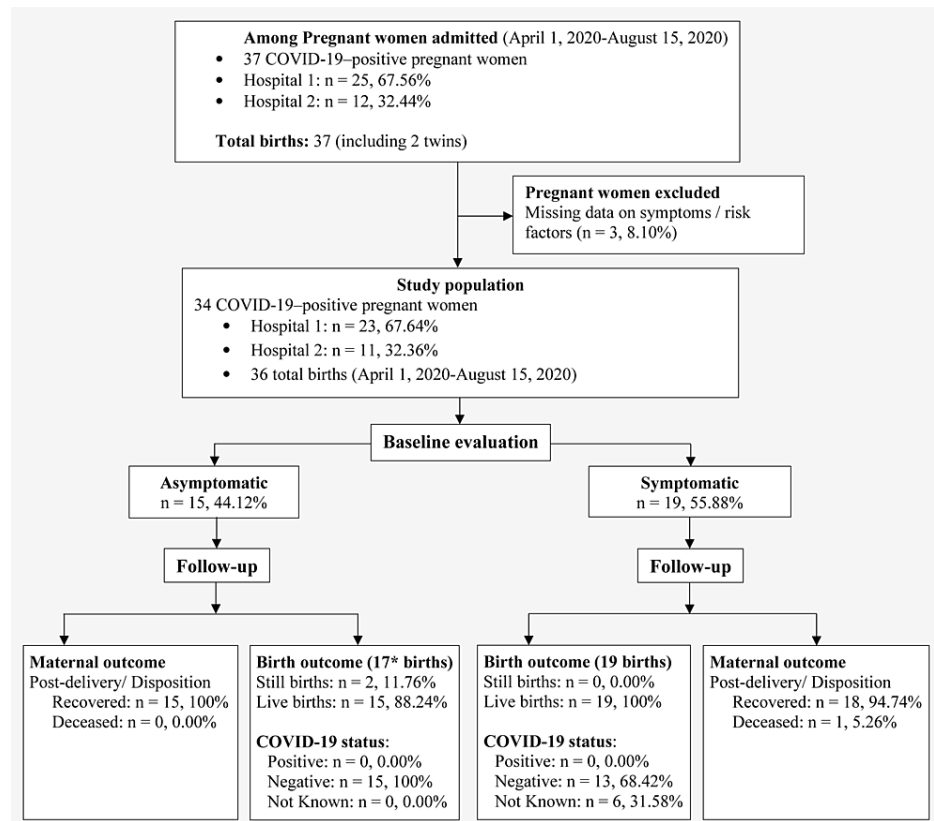 Among Pregnant women admitted (April 1, 2020-August 15, 2020)
• 37 COVID-19–positive pregnant women
• Hospital 1: n = 25, 67.56%
• Hospital 2: n = 12, 32.44%
Total births: 37 (including 2 twins)
Pregnant women excluded
Missing data on symptoms / risk
factors (n = 3, 8.10%)
Study population
34 COVID-19–positive pregnant women
• Hospital 1: n = 23, 67.64%
• Hospital 2: n = 11, 32.36%
• 36 total births (April 1, 2020-August 15, 2020)
Baseline evaluation
Asymptomatic
n = 15, 44.12%
Symptomatic
n = 19, 55.88%
Follow-up
Follow-up
Maternal outcome
Post-delivery/ Disposition
Recovered: n = 15, 100%
Deceased: n = 0, 0.00%
Birth outcome (17* births)
Still births: n = 2, 11.76%
Live births: n = 15, 88.24%
COVID-19 status:
Positive: n = 0, 0.00%
Negative: n = 15, 100%
Not Known: n = 0, 0.00%
Birth outcome (19 births)
Still births: n = 0, 0.00%
Live births: n = 19, 100%
COVID-19 status:
Positive: n = 0, 0.00%
Negative: n = 13, 68.42%
Not Known: n = 6, 31.58%
Maternal outcome
Post-delivery/ Disposition
Recovered: n = 18, 94.74%
Deceased: n = 1, 5.26%